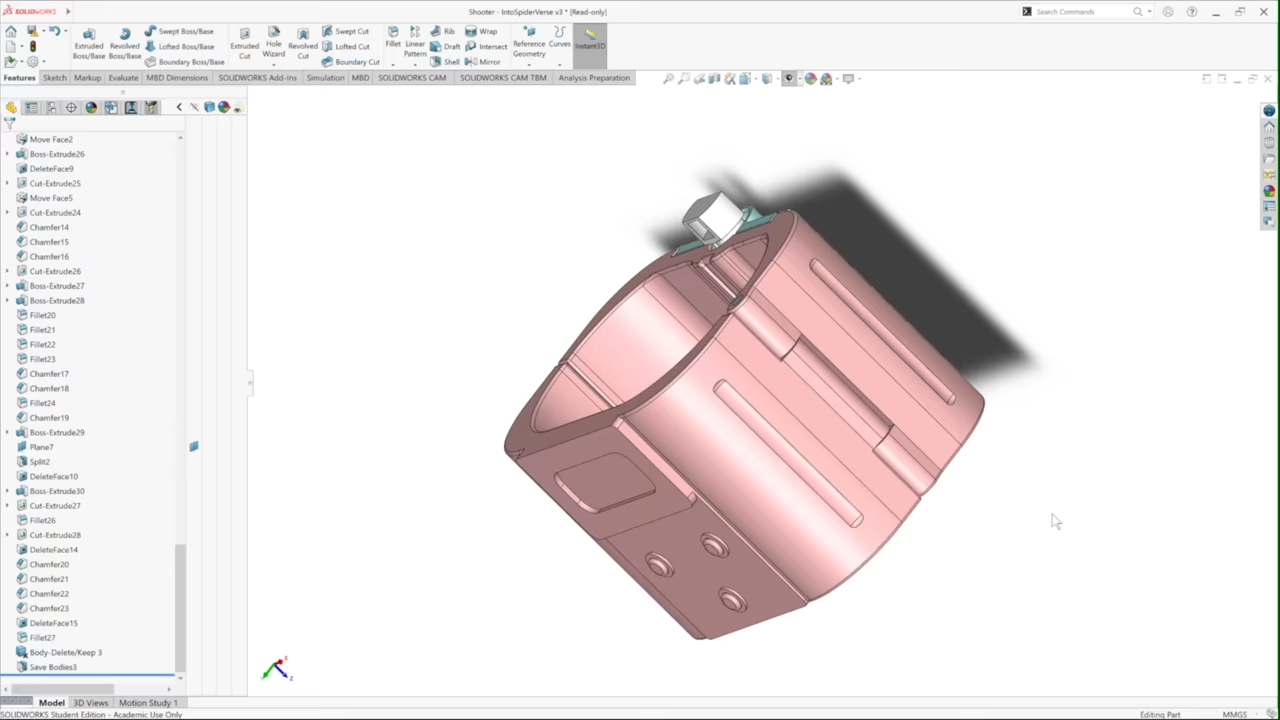 SOLIDWORKS
Shooter - IntoSpiderVerse v3 * [Read-only]
Search Commands
Extruded Boss/Base
Revolved Boss/Base
Swept Boss/Base
Lofted Boss/Base
Boundary Boss/Base
Extruded Cut
Hole Wizard
Revolved Cut
Swept Cut
Lofted Cut
Boundary Cut
Fillet
Linear Pattern
Rib
Draft
Shell
Wrap
Intersect
Mirror
Reference Geometry
Curves
Instant3D
Features
Sketch
Markup
Evaluate
MBD Dimensions
SOLIDWORKS Add-Ins
Simulation
MBD
SOLIDWORKS CAM
SOLIDWORKS CAM TBM
Analysis Preparation
Move Face2
Boss-Extrude26
DeleteFace9
Cut-Extrude25
Move Face5
Cut-Extrude24
Chamfer14
Chamfer15
Chamfer16
Cut-Extrude26
Boss-Extrude27
Boss-Extrude28
Fillet20
Fillet21
Fillet22
Fillet23
Chamfer17
Chamfer18
Fillet24
Chamfer19
Boss-Extrude29
Plane7
Split2
DeleteFace10
Boss-Extrude30
Cut-Extrude27
Fillet26
Cut-Extrude28
DeleteFace14
Chamfer20
Chamfer21
Chamfer22
Chamfer23
DeleteFace15
Fillet27
Body-Delete/Keep 3
Save Bodies3
x
z
Model
3D Views
Motion Study 1
SOLIDWORKS Student Edition - Academic Use Only
Editing Part
MMGS